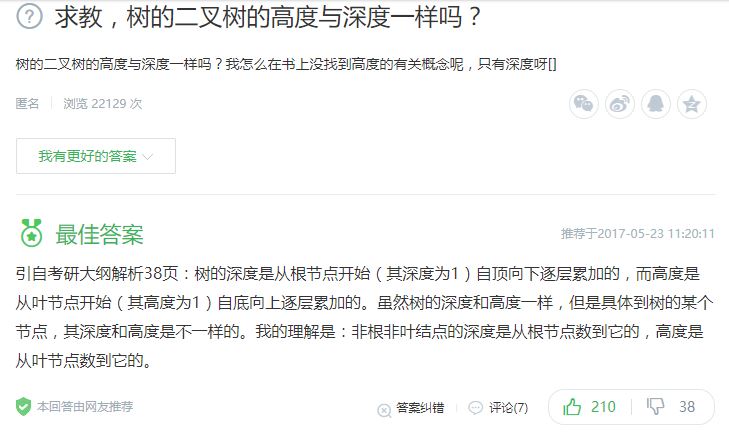 求教，树的二叉树的高度与深度一样吗？
树的二叉树的高度与深度一样吗？我怎么在书上没找到高度的有关概念呢，只有深度呀[]
匿名 浏览 22129 次
我有更好的答案
最佳答案 推荐于2017-05-23 11:20:11
引自考研大纲解析38页：树的深度是从根节点开始（其深度为1）自顶向下逐层累加的，而高度是
从叶节点开始（其高度为1）自底向上逐层累加的。虽然树的深度和高度一样，但是具体到树的某个
节点，其深度和高度是不一样的。我的理解是：非根非叶结点的深度是从根节点数到它的，高度是
从叶节点数到它的。
本回答由网友推荐 答案纠错 评论(7) 210 38